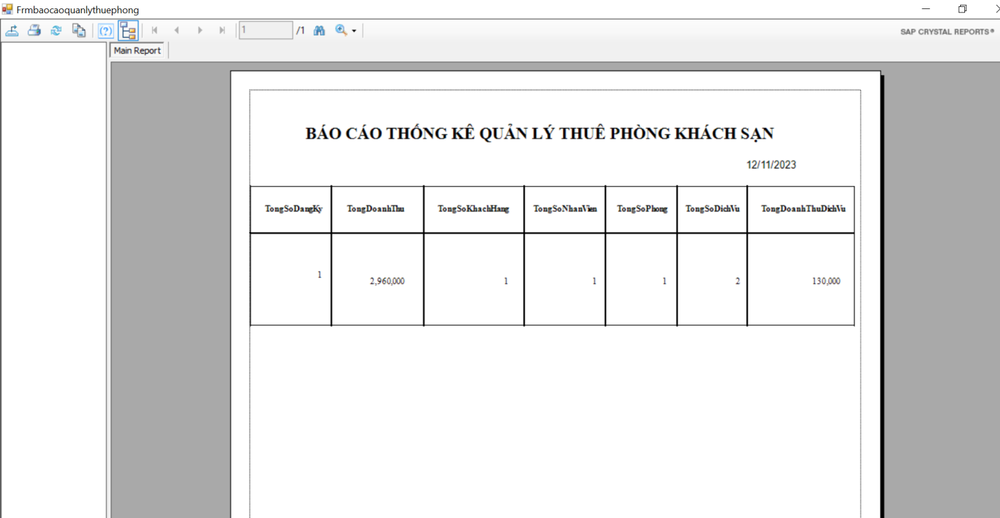 Frmbaocaoquanlythuephong
1 /1 SAP CRYSTAL REPORTS®
Main Report
BÁO CÁO THỐNG KÊ QUẢN LÝ THUÊ PHÒNG KHÁCH SẠN
12/11/2023
TongSoDangKy TongDoanhThu TongSoKhachHang TongSoNhanVien TongSoPhong TongSoDichVu TongDoanhThuDichVu
1 2,960,000 1 1 1 2 130,000